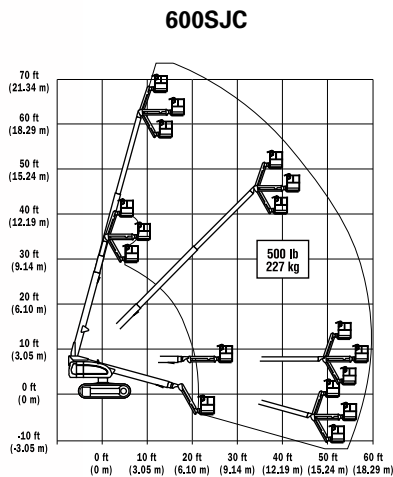 600SJC
70 ft
(21.34 m)
60 ft
(18.29 m)
50 ft
(15.24 m)
40 ft
(12.19 m)
30 ft
(9.14 m)
20 ft
(6.10 m)
10 ft
(3.05 m)
0 ft
(0 m)
-10 ft
(-3.05 m)
500 lb
227 kg
0 ft 10 ft 20 ft 30 ft 40 ft 50 ft 60 ft
(0 m) (3.05 m) (6.10 m) (9.14 m) (12.19 m) (15.24 m) (18.29 m)